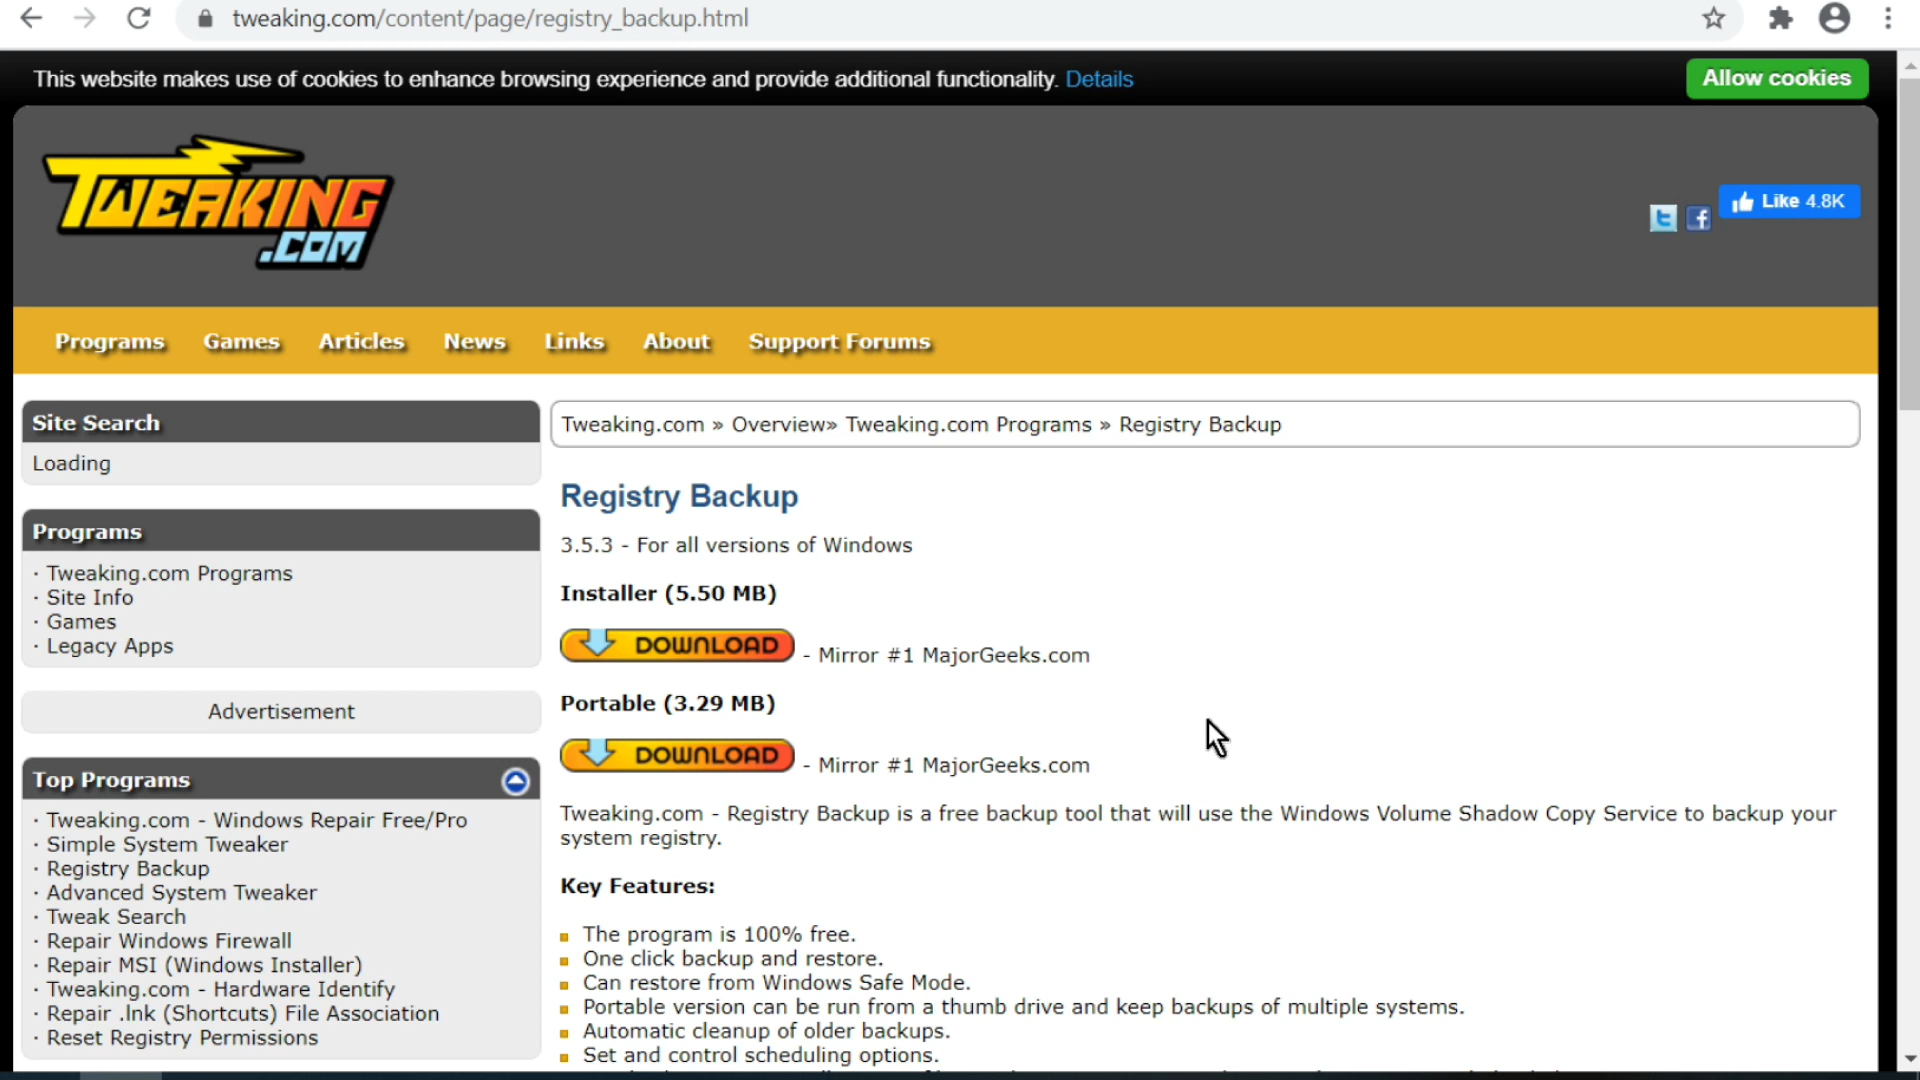 tweaking.com/content/page/registry_backup.html
This website makes use of cookies to enhance browsing experience and provide additional functionality. Details
Allow cookies
TWEAKING
.COM
Like 4.8K
Programs Games Articles News Links About Support Forums
Site Search
Loading
Programs
· Tweaking.com Programs
· Site Info
· Games
· Legacy Apps
Advertisement
Top Programs
· Tweaking.com - Windows Repair Free/Pro
· Simple System Tweaker
· Registry Backup
· Advanced System Tweaker
· Tweak Search
· Repair Windows Firewall
· Repair MSI (Windows Installer)
· Tweaking.com - Hardware Identify
· Repair .lnk (Shortcuts) File Association
· Reset Registry Permissions
Tweaking.com » Overview» Tweaking.com Programs » Registry Backup
Registry Backup
3.5.3 - For all versions of Windows
Installer (5.50 MB)
DOWNLOAD - Mirror #1 MajorGeeks.com
Portable (3.29 MB)
DOWNLOAD - Mirror #1 MajorGeeks.com
Tweaking.com - Registry Backup is a free backup tool that will use the Windows Volume Shadow Copy Service to backup your
system registry.
Key Features:
The program is 100% free.
One click backup and restore.
Can restore from Windows Safe Mode.
Portable version can be run from a thumb drive and keep backups of multiple systems.
Automatic cleanup of older backups.
Set and control scheduling options.